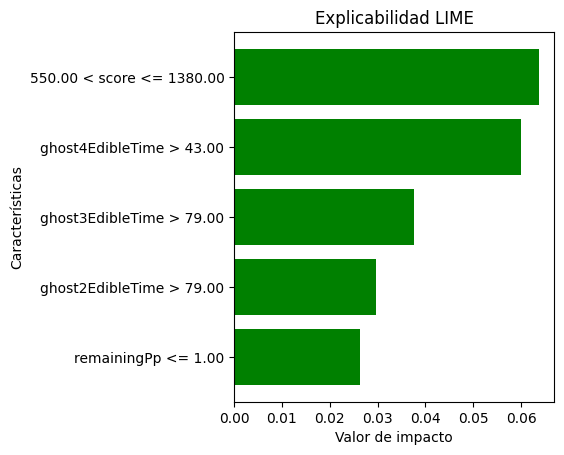 Explicabilidad LIME
Características
550.00 < score <= 1380.00
ghost4EdibleTime > 43.00
ghost3EdibleTime > 79.00
ghost2EdibleTime > 79.00
remainingPp <= 1.00
0.00 0.01 0.02 0.03 0.04 0.05 0.06
Valor de impacto